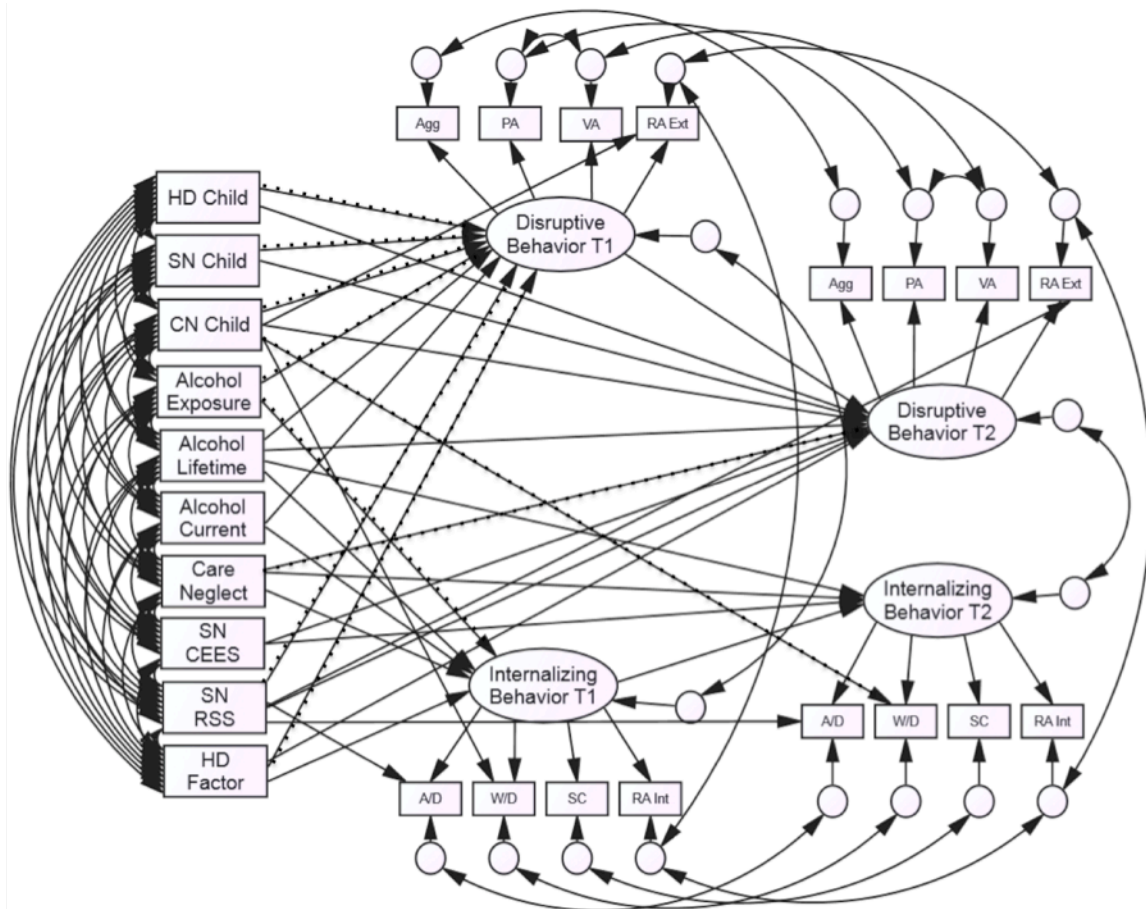 Agg
PA
VA
RA Ext
HD Child
SN Child
CN Child
Alcohol
Exposure
Alcohol
Lifetime
Alcohol
Current
Care
Neglect
SN
CEES
SN
RSS
HD
Factor
Disruptive
Behavior T1
Agg
PA
VA
RA Ext
Disruptive
Behavior T2
Internalizing
Behavior T2
Internalizing
Behavior T1
A/D
W/D
SC
RA Int
A/D
W/D
SC
RA Int